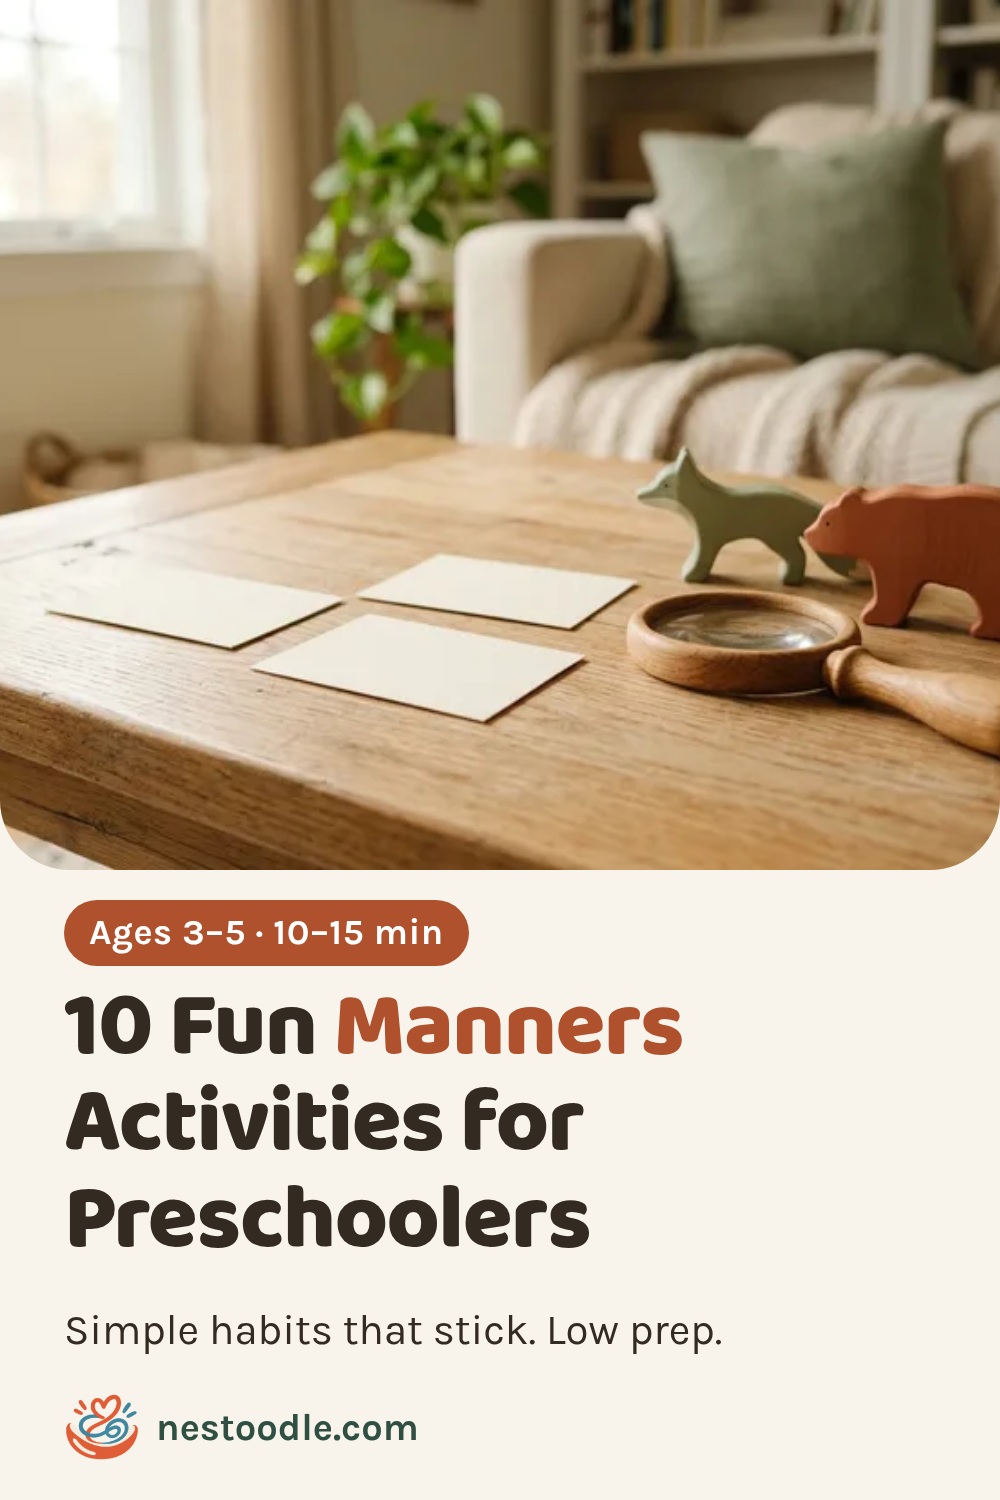 Ages 3–5 · 10–15 min
10 Fun Manners
Activities for
Preschoolers
Simple habits that stick. Low prep.
nestoodle.com